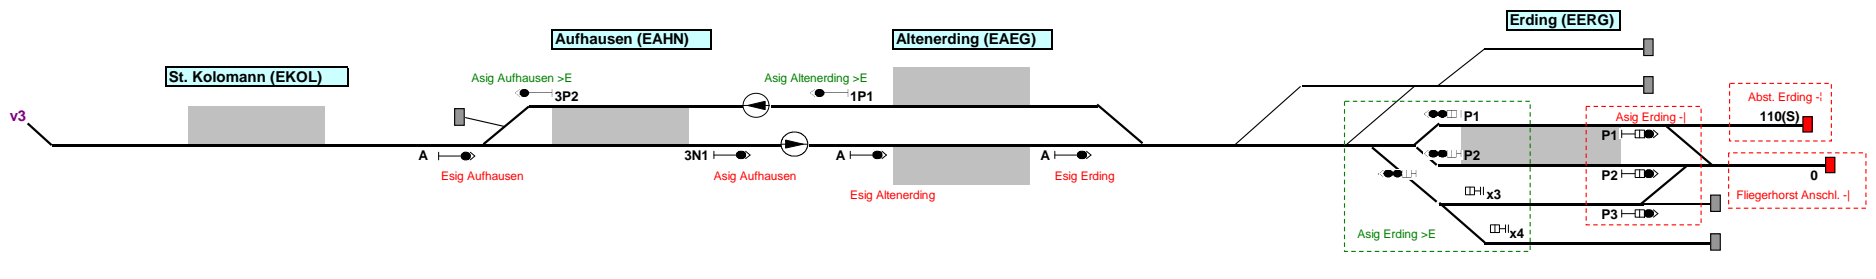 Erding (EERG)
Aufhausen (EAHN)
Altenerding (EAEG)
St. Kolomann (EKOL)
Asig Aufhausen >E
Asig Altenerding >E
3P2
1P1
Abst. Erding -|
v3
P1
Asig Erding -|
110(S)
P1
A
3N1
A
A
P2
Esig Aufhausen
Asig Aufhausen
Esig Erding
P2
0
Esig Altenerding
x3
Fliegerhorst Anschl. -|
P3
Asig Erding >E
x4